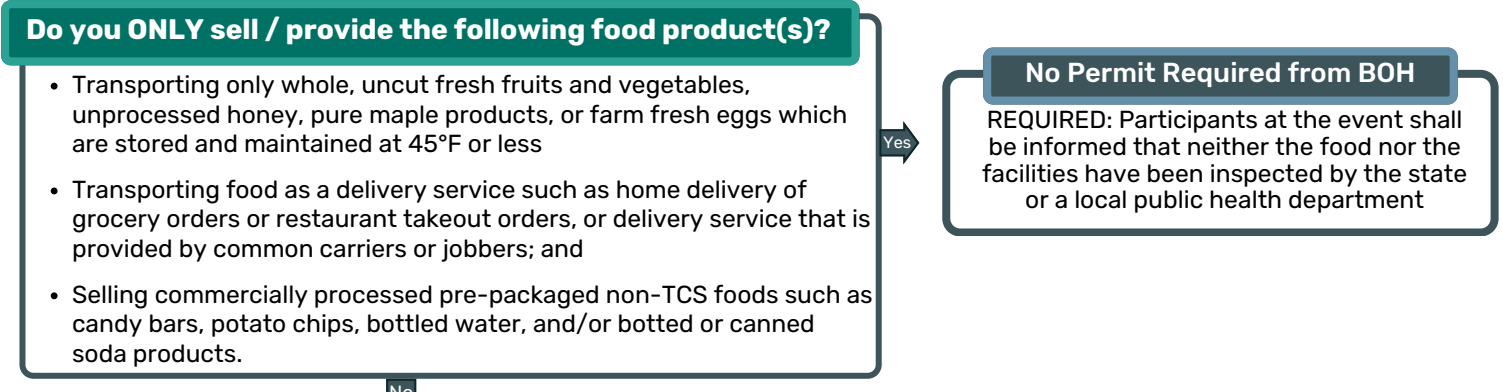 Do you ONLY sell / provide the following food product(s)?
• Transporting only whole, uncut fresh fruits and vegetables,
unprocessed honey, pure maple products, or farm fresh eggs which
are stored and maintained at 45°F or less
• Transporting food as a delivery service such as home delivery of
grocery orders or restaurant takeout orders, or delivery service that is
provided by common carriers or jobbers; and
• Selling commercially processed pre-packaged non-TCS foods such as
candy bars, potato chips, bottled water, and/or botted or canned
soda products.
Yes
No Permit Required from BOH
REQUIRED: Participants at the event shall
be informed that neither the food nor the
facilities have been inspected by the state
or a local public health department
No